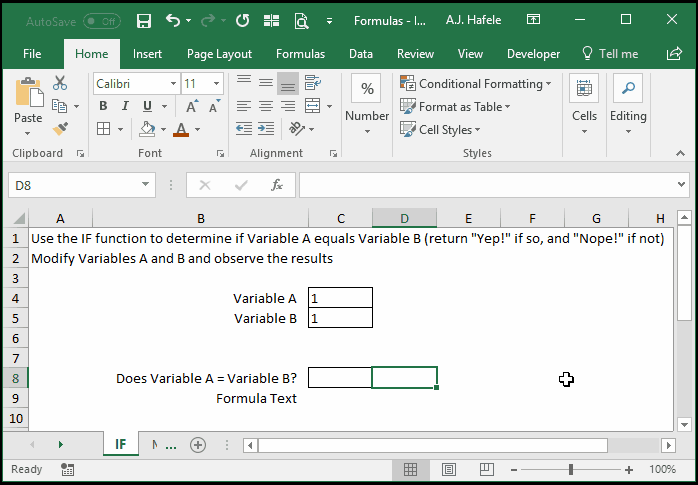 AutoSave Off Formulas - I... A.J. Hafele
File Home Insert Page Layout Formulas Data Review View Developer Tell me
Paste
Calibri 11
B I U A A
A
%
Number
Conditional Formatting
Format as Table
Cell Styles
Cells
Editing
Clipboard Font Alignment Styles
D8 fx
A B C D E F G H
1 Use the IF function to determine if Variable A equals Variable B (return "Yep!" if so, and "Nope!" if not)
2 Modify Variables A and B and observe the results
3
4 Variable A 1
5 Variable B 1
6
7
8 Does Variable A = Variable B?
9 Formula Text
10
IF ...
Ready 100%